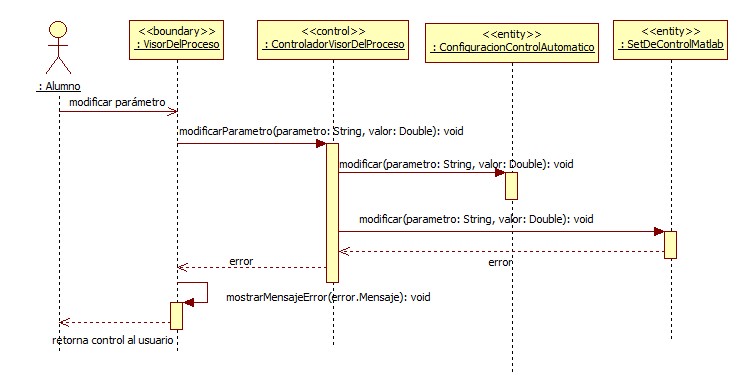 <<boundary>>
: VisorDelProceso
<<control>>
: ControladorVisorDelProceso
<<entity>>
: ConfiguracionControlAutomatico
<<entity>>
: SetDeControlMatlab
: Alumno
modificar parámetro
modificarParametro(parametro: String, valor: Double): void
modificar(parametro: String, valor: Double): void
modificar(parametro: String, valor: Double): void
error
error
mostrarMensajeError(error.Mensaje): void
retorna control al usuario